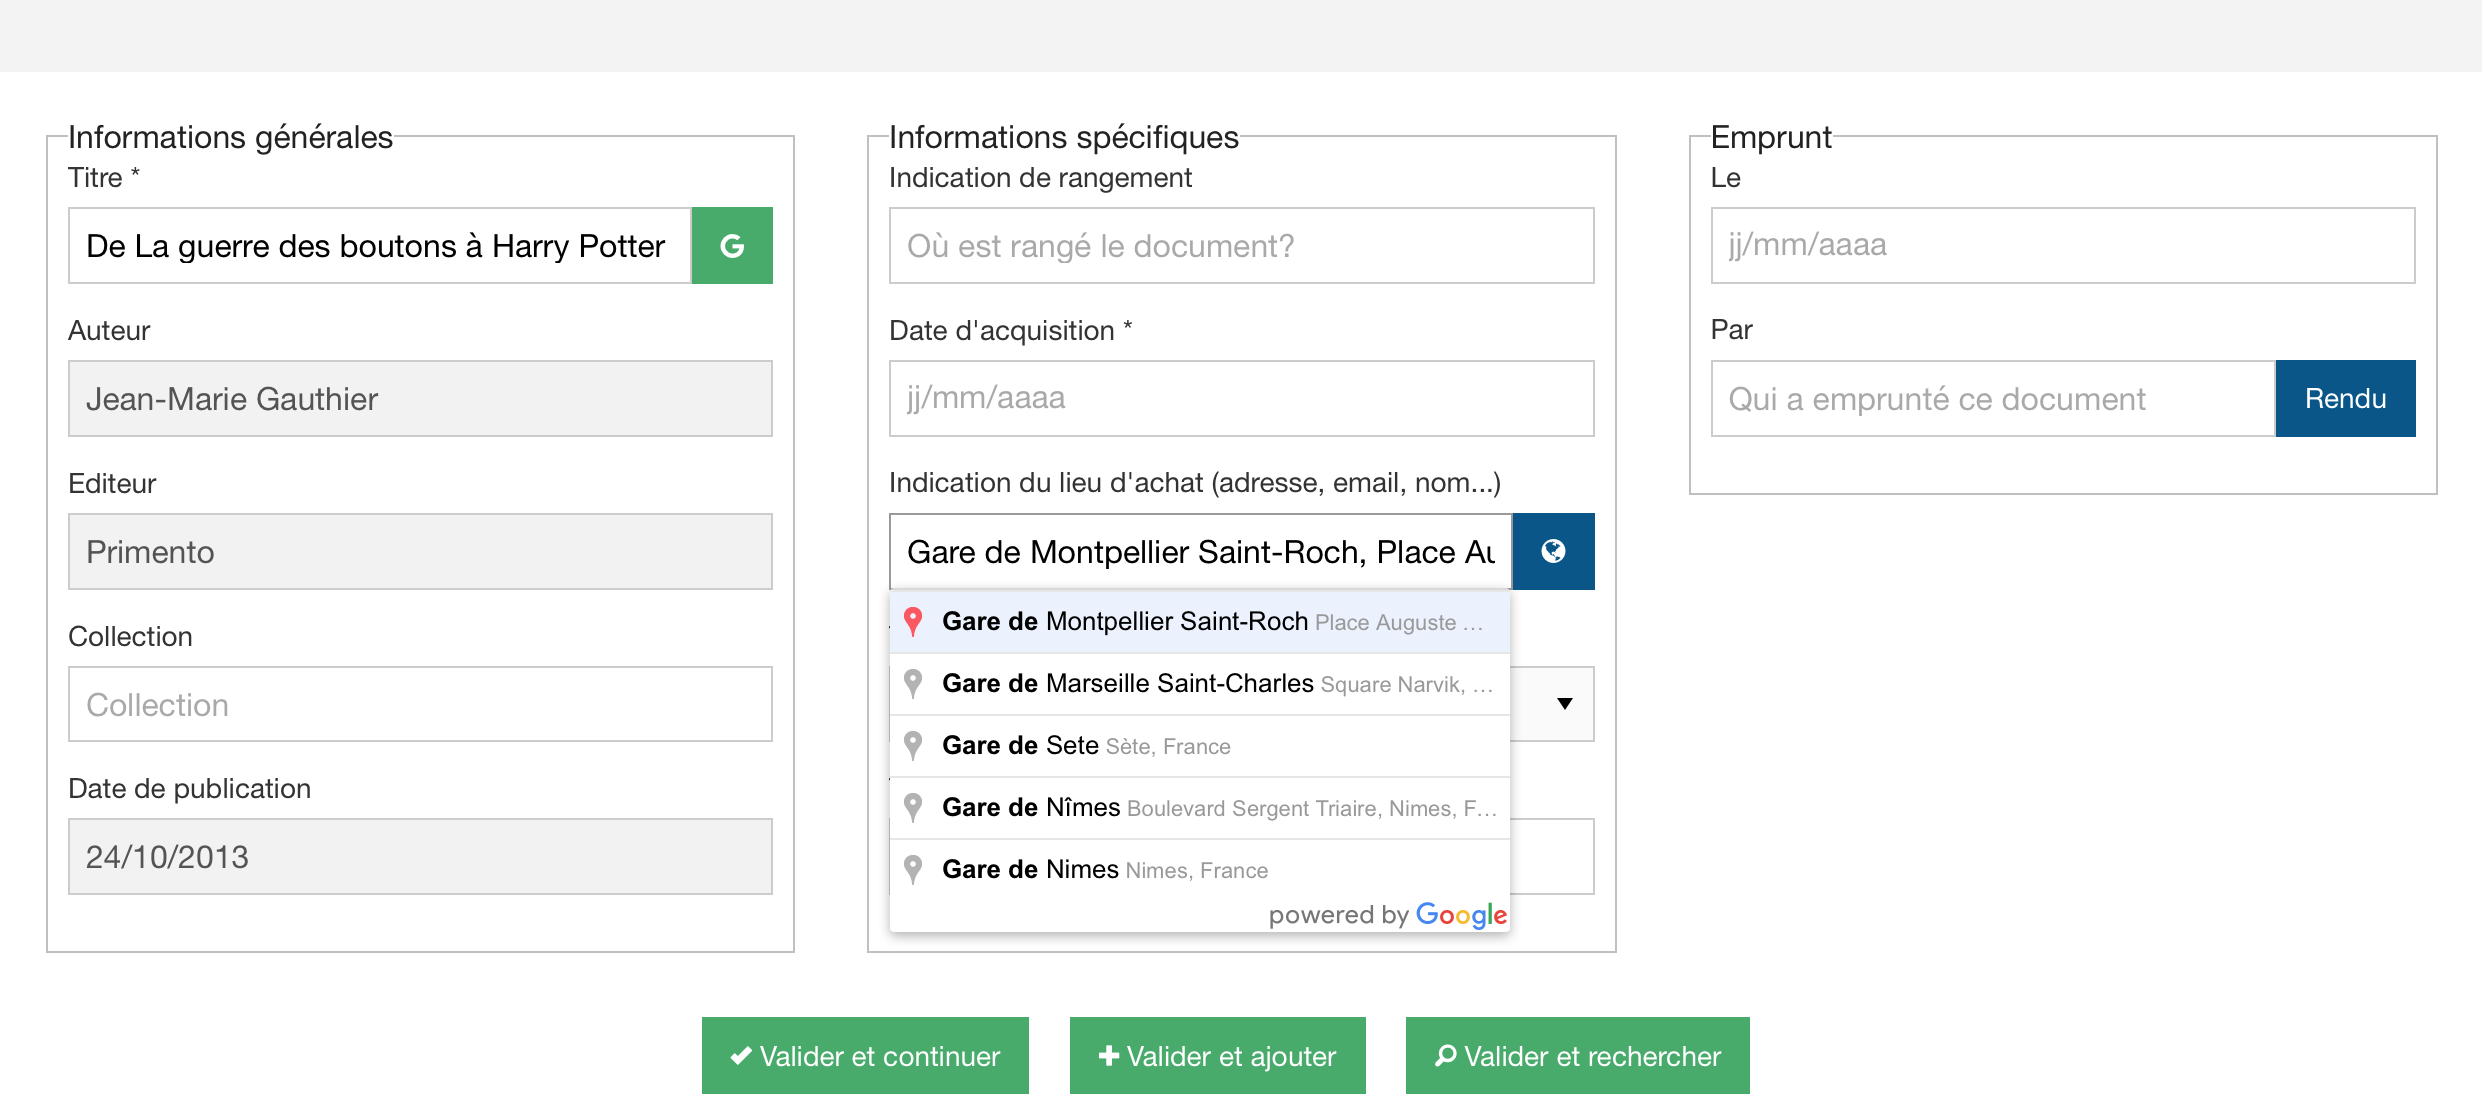 Informations générales
Titre *
De La guerre des boutons à Harry Potter
G
Auteur
Jean-Marie Gauthier
Editeur
Primento
Collection
Collection
Date de publication
24/10/2013
Informations spécifiques
Indication de rangement
Où est rangé le document?
Date d'acquisition *
jj/mm/aaaa
Indication du lieu d'achat (adresse, email, nom...)
Gare de Montpellier Saint-Roch, Place Au
Gare de Montpellier Saint-Roch Place Auguste ...
Gare de Marseille Saint-Charles Square Narvik, ...
Gare de Sete Sète, France
Gare de Nîmes Boulevard Sergent Triaire, Nimes, F...
Gare de Nimes Nimes, France
powered by Google
Emprunt
Le
jj/mm/aaaa
Par
Qui a emprunté ce document
Rendu
Valider et continuer
Valider et ajouter
Valider et rechercher